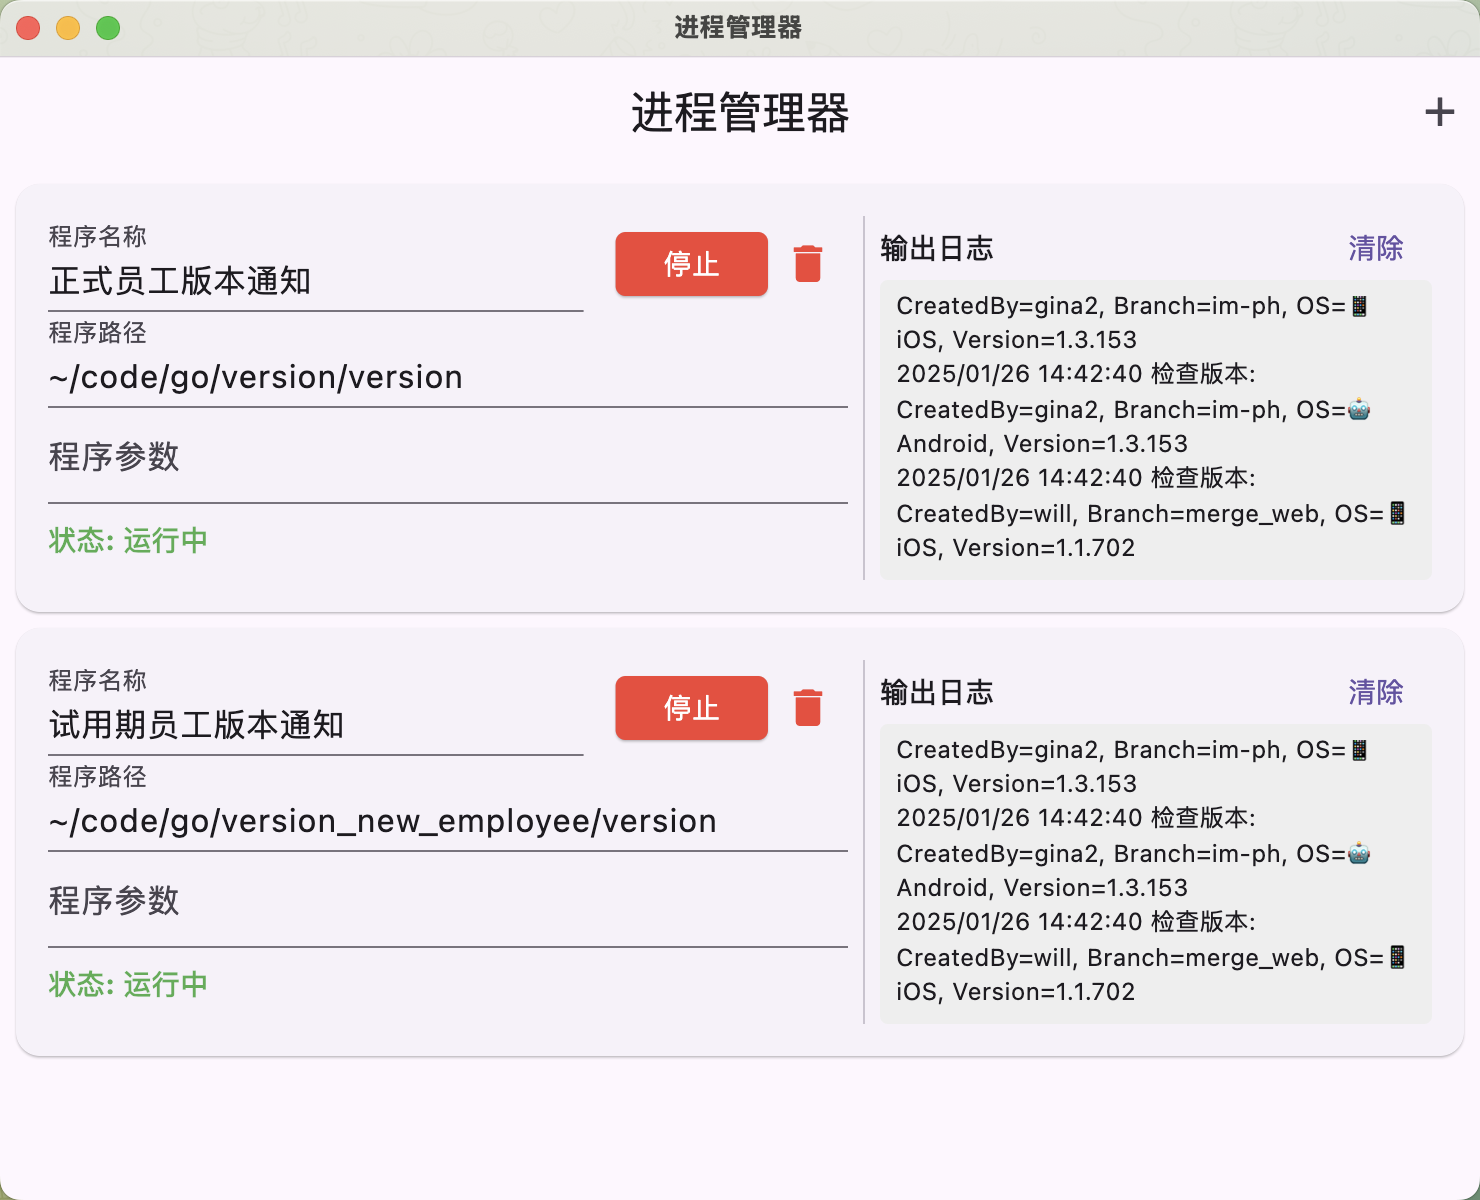 进程管理器
进程管理器
程序名称
正式员工版本通知
停止
程序路径
~/code/go/version/version
程序参数
状态: 运行中
输出日志
清除
CreatedBy=gina2, Branch=im-ph, OS=📱
iOS, Version=1.3.153
2025/01/26 14:42:40 检查版本:
CreatedBy=gina2, Branch=im-ph, OS=🤖
Android, Version=1.3.153
2025/01/26 14:42:40 检查版本:
CreatedBy=will, Branch=merge_web, OS=📱
iOS, Version=1.1.702
程序名称
试用期员工版本通知
停止
程序路径
~/code/go/version_new_employee/version
程序参数
状态: 运行中
输出日志
清除
CreatedBy=gina2, Branch=im-ph, OS=📱
iOS, Version=1.3.153
2025/01/26 14:42:40 检查版本:
CreatedBy=gina2, Branch=im-ph, OS=🤖
Android, Version=1.3.153
2025/01/26 14:42:40 检查版本:
CreatedBy=will, Branch=merge_web, OS=📱
iOS, Version=1.1.702